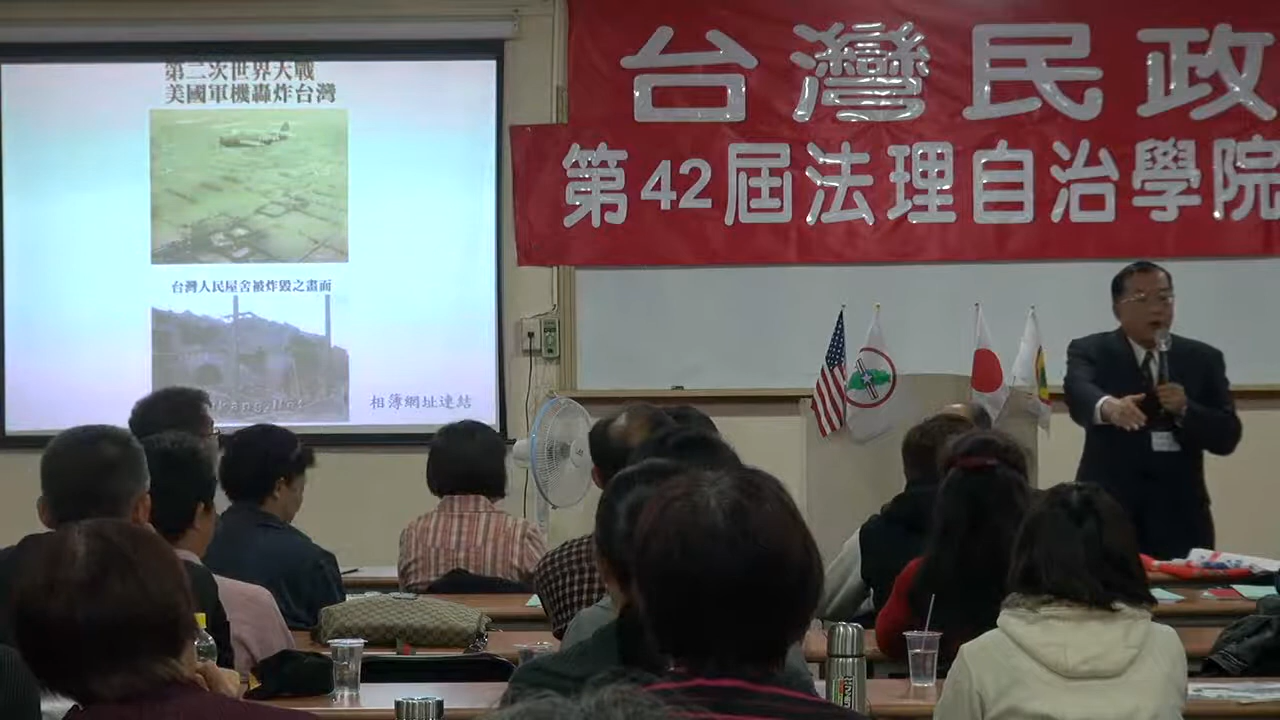 第二次世界大戰
美國軍機轟炸台灣
台灣人民屋舍被炸毀之畫面
相薄網址連結
台灣民政
第42屆法理自治學院